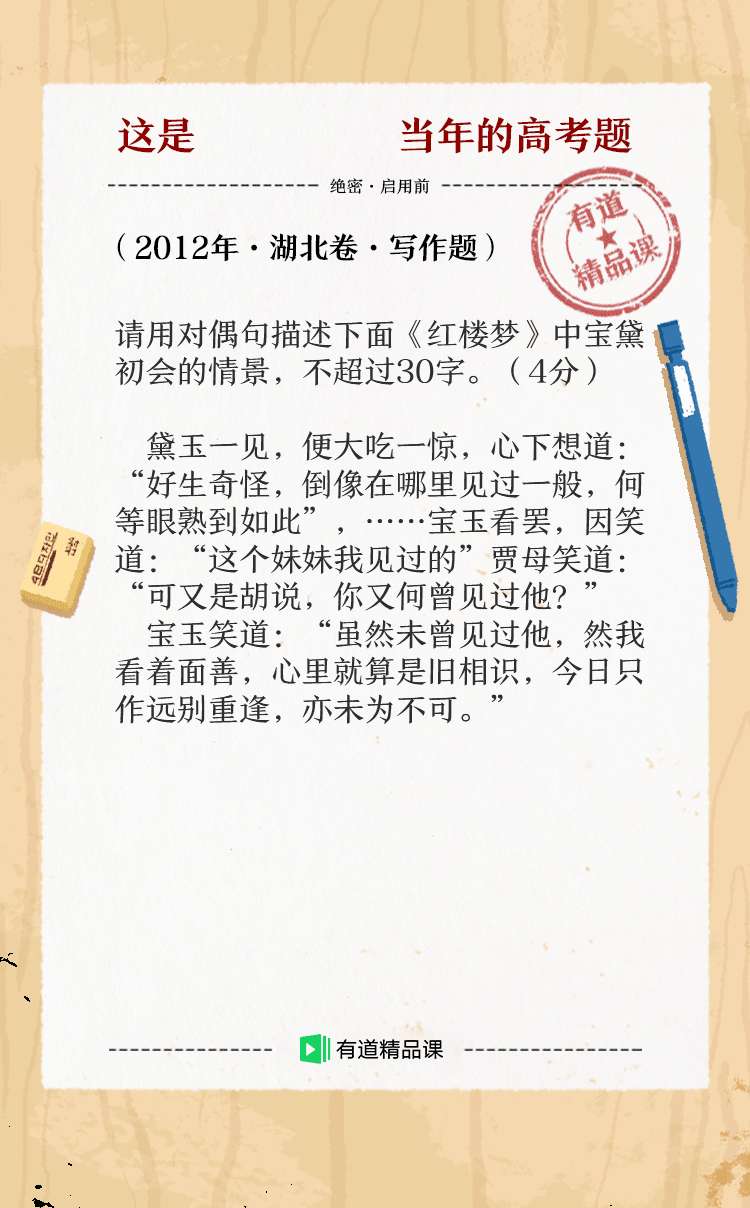 这是 当年的高考题
绝密·启用前
有道
精品课
（2012年·湖北卷·写作题）
请用对偶句描述下面《红楼梦》中宝黛
初会的情景，不超过30字。（4分）
黛玉一见，便大吃一惊，心下想道：
“好生奇怪，倒像在哪里见过一般，何
等眼熟到如此”，……宝玉看罢，因笑
道：“这个妹妹我见过的”贾母笑道：
“可又是胡说，你又何曾见过他？”
宝玉笑道：“虽然未曾见过他，然我
看着面善，心里就算是旧相识，今日只
作远别重逢，亦未为不可。”
有道精品课